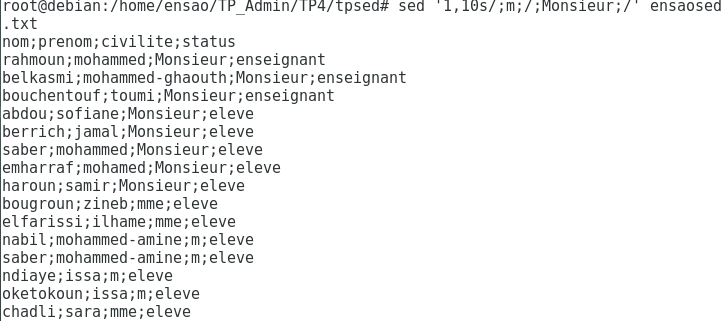 root@debian:/home/ensao/TP_Admin/TP4/tpsed# sed '1,10s/;m;/;Monsieur;/' ensaosed
.txt
nom;prenom;civilite;status
rahmoun;mohammed;Monsieur;enseignant
belkasmi;mohammed-ghaouth;Monsieur;enseignant
bouchentouf;toumi;Monsieur;enseignant
abdou;sofiane;Monsieur;eleve
berrich;jamal;Monsieur;eleve
saber;mohammed;Monsieur;eleve
emharraf;mohamed;Monsieur;eleve
haroun;samir;Monsieur;eleve
bougroun;zineb;mme;eleve
elfarissi;ilhame;mme;eleve
nabil;mohammed-amine;m;eleve
saber;mohammed-amine;m;eleve
ndiaye;issa;m;eleve
oketokoun;issa;m;eleve
chadli;sara;mme;eleve